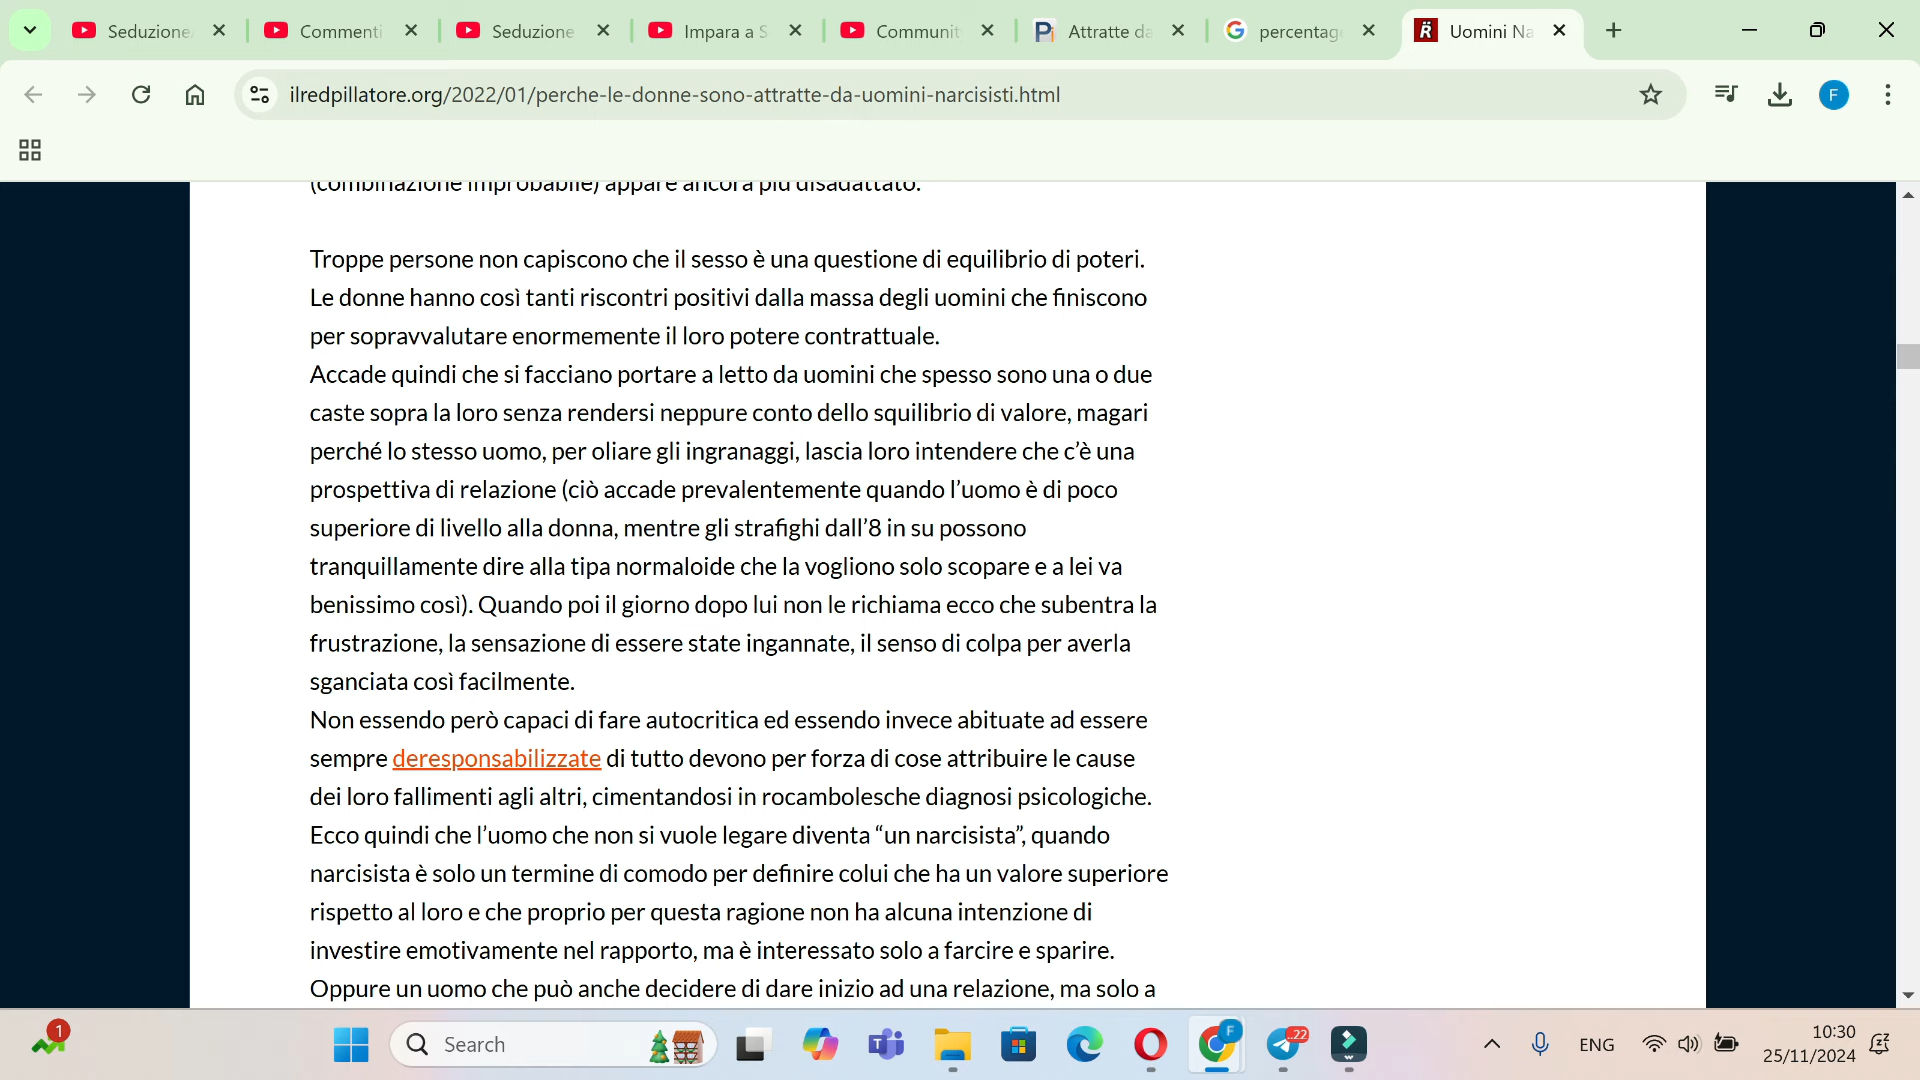 Seduzione
Commenti
Seduzione
Impara a S
Communit
Attratte da
percentag
Uomini Na
ilredpillatore.org/2022/01/perche-le-donne-sono-attratte-da-uomini-narcisisti.html
F
(combinazione improbabile) appare ancora più disadattato.
Troppe persone non capiscono che il sesso è una questione di equilibrio di poteri.
Le donne hanno così tanti riscontri positivi dalla massa degli uomini che finiscono
per sopravvalutare enormemente il loro potere contrattuale.
Accade quindi che si facciano portare a letto da uomini che spesso sono una o due
caste sopra la loro senza rendersi neppure conto dello squilibrio di valore, magari
perché lo stesso uomo, per oliare gli ingranaggi, lascia loro intendere che c’è una
prospettiva di relazione (ciò accade prevalentemente quando l’uomo è di poco
superiore di livello alla donna, mentre gli strafighi dall’8 in su possono
tranquillamente dire alla tipa normaloide che la vogliono solo scopare e a lei va
benissimo così). Quando poi il giorno dopo lui non le richiama ecco che subentra la
frustrazione, la sensazione di essere state ingannate, il senso di colpa per averla
sganciata così facilmente.
Non essendo però capaci di fare autocritica ed essendo invece abituate ad essere
sempre deresponsabilizzate di tutto devono per forza di cose attribuire le cause
dei loro fallimenti agli altri, cimentandosi in rocambolesche diagnosi psicologiche.
Ecco quindi che l’uomo che non si vuole legare diventa “un narcisista”, quando
narcisista è solo un termine di comodo per definire colui che ha un valore superiore
rispetto al loro e che proprio per questa ragione non ha alcuna intenzione di
investire emotivamente nel rapporto, ma è interessato solo a farcire e sparire.
Oppure un uomo che può anche decidere di dare inizio ad una relazione, ma solo a
1
Search
F
..22
ENG
10:30
25/11/2024